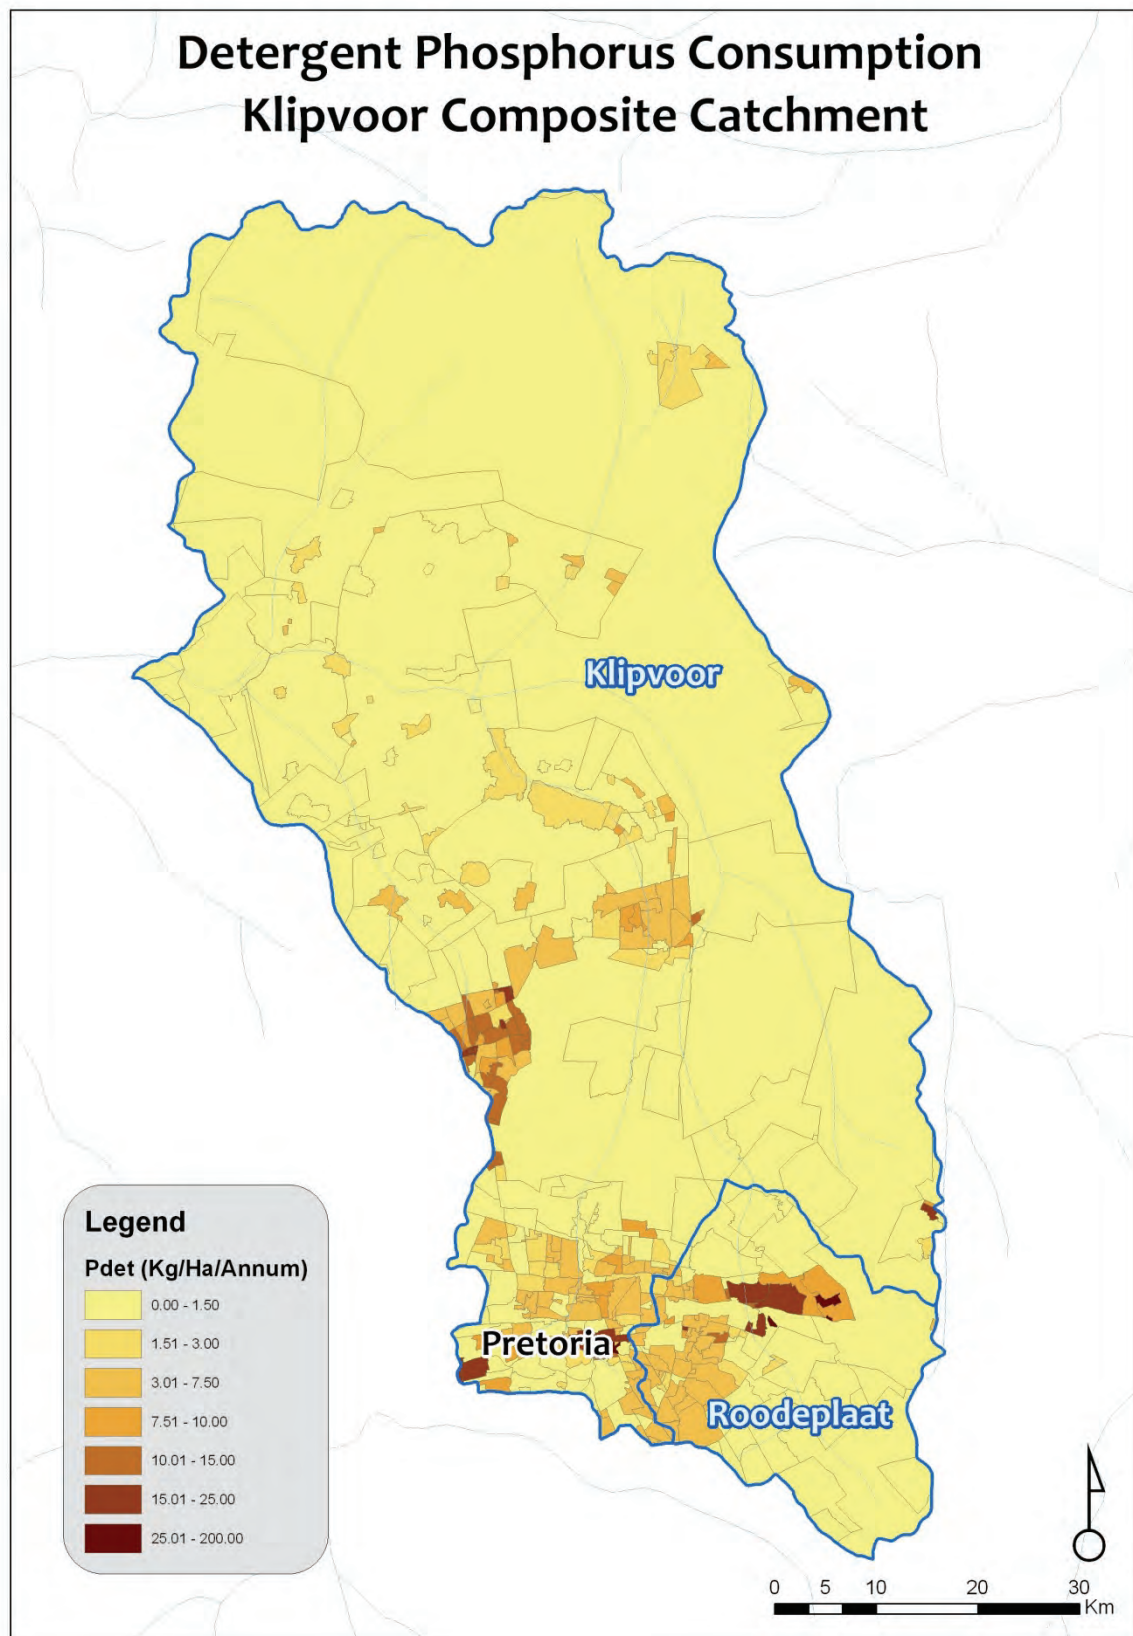 Detergent Phosphorus Consumption
Klipvoor Composite Catchment
Klipvoor
Pretoria
Roodeplaat
Legend
Pdet (Kg/Ha/Annum)
0.00 - 1.50
1.51 - 3.00
3.01 - 7.50
7.51 - 10.00
10.01 - 15.00
15.01 - 25.00
25.01 - 200.00
0 5 10 20 30
Km